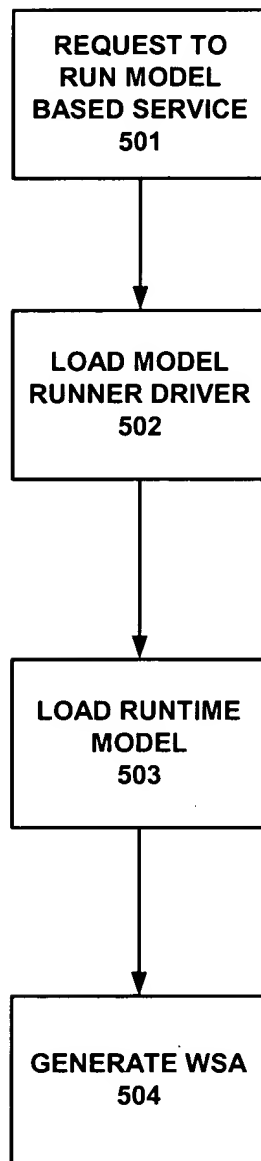 REQUEST TO
RUN MODEL
BASED SERVICE
501
LOAD MODEL
RUNNER DRIVER
502
LOAD RUNTIME
MODEL
503
GENERATE WSA
504